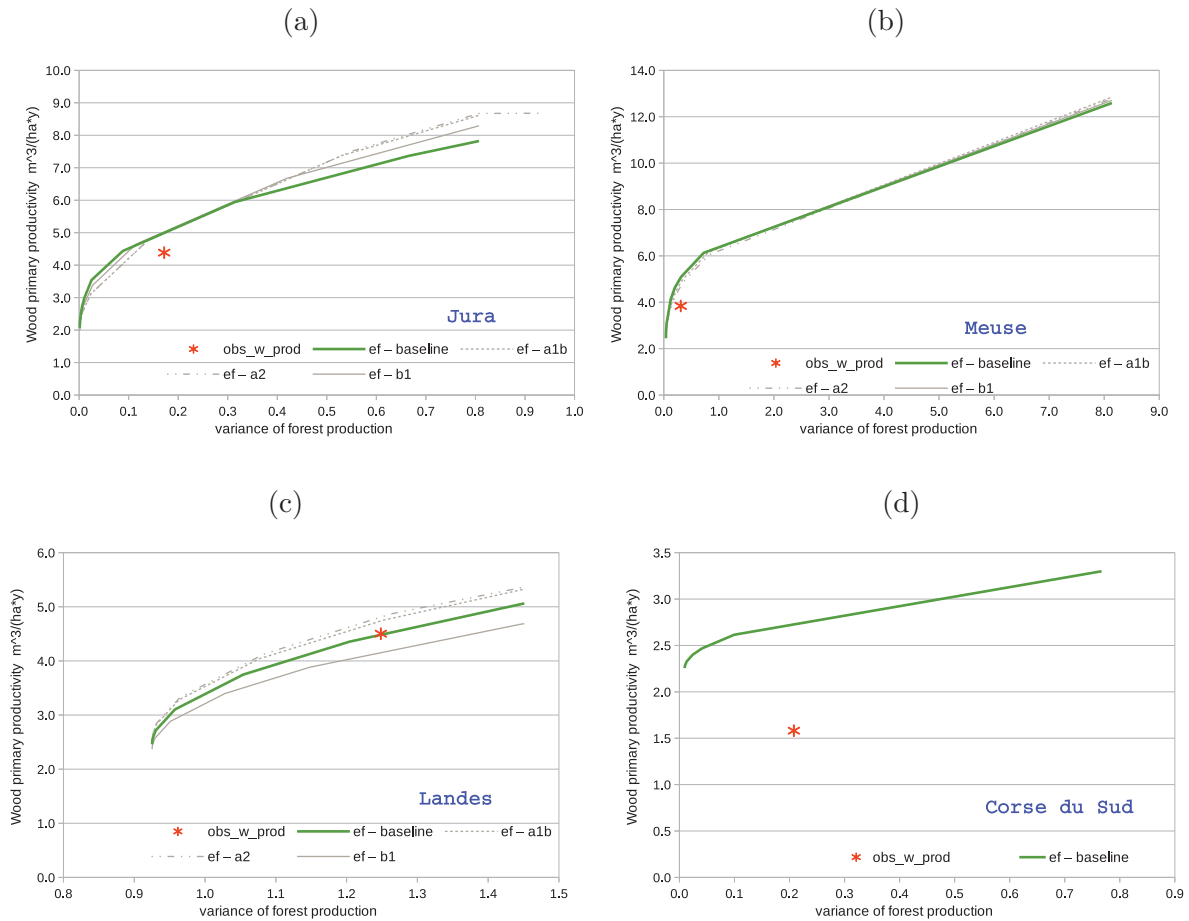 (a)
Wood primary productivity m^3/(ha*y)
10.0
9.0
8.0
7.0
6.0
5.0
4.0
3.0
2.0
1.0
0.0
Jura
obs_w_prod ef – baseline ef – a1b
ef – a2 ef – b1
0.0 0.1 0.2 0.3 0.4 0.5 0.6 0.7 0.8 0.9 1.0
variance of forest production
(b)
Wood primary productivity m^3/(ha*y)
14.0
12.0
10.0
8.0
6.0
4.0
2.0
0.0
Meuse
obs_w_prod ef – baseline ef – a1b
ef – a2 ef – b1
0.0 1.0 2.0 3.0 4.0 5.0 6.0 7.0 8.0 9.0
variance of forest production
(c)
Wood primary productivity m^3/(ha*y)
6.0
5.0
4.0
3.0
2.0
1.0
0.0
Landes
obs_w_prod ef – baseline ef – a1b
ef – a2 ef – b1
0.8 0.9 1.0 1.1 1.2 1.3 1.4 1.5
variance of forest production
(d)
Wood primary productivity m^3/(ha*y)
3.5
3.0
2.5
2.0
1.5
1.0
0.5
0.0
Corse du Sud
obs_w_prod ef – baseline
0.0 0.1 0.2 0.3 0.4 0.5 0.6 0.7 0.8 0.9
variance of forest production